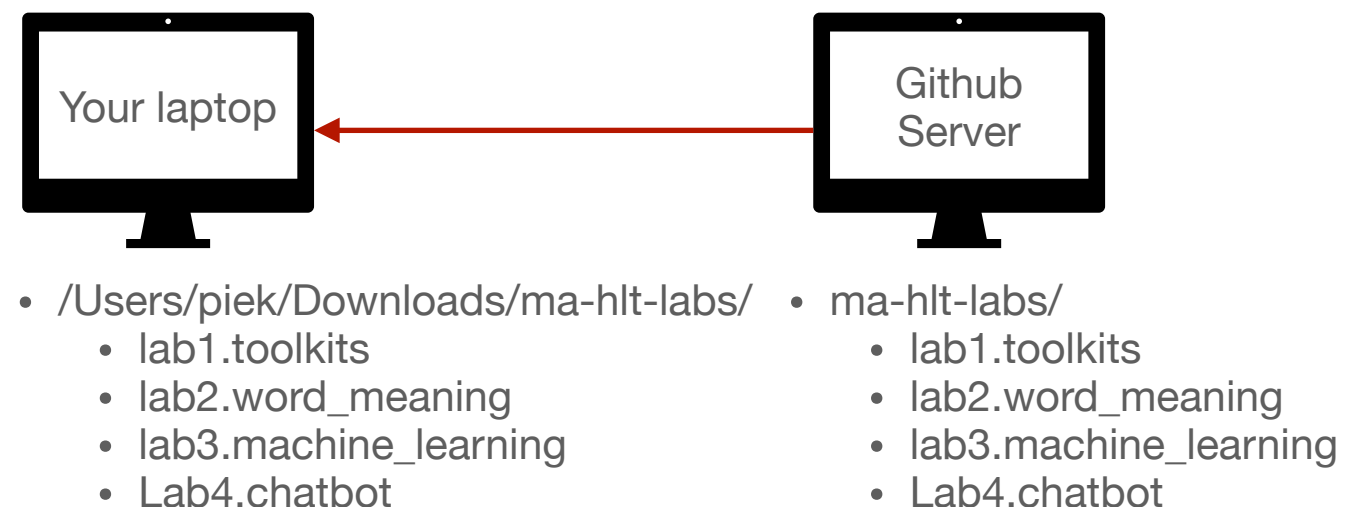 Your laptop
Github
Server
• /Users/piek/Downloads/ma-hlt-labs/
• lab1.toolkits
• lab2.word_meaning
• lab3.machine_learning
• Lab4.chatbot
• ma-hlt-labs/
• lab1.toolkits
• lab2.word_meaning
• lab3.machine_learning
• Lab4.chatbot